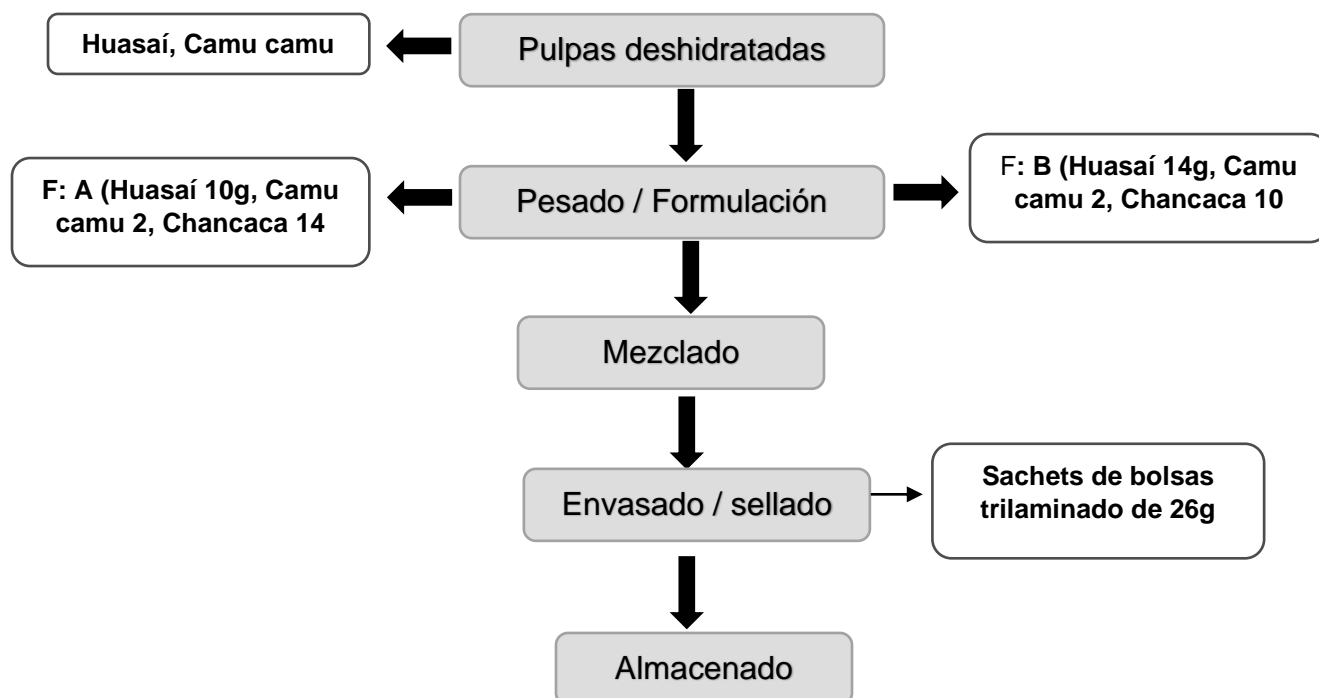 Huasaí, Camu camu
Pulpas deshidratadas
F: A (Huasaí 10g, Camu
camu 2, Chancaca 14
Pesado / Formulación
F: B (Huasaí 14g, Camu
camu 2, Chancaca 10
Mezclado
Envasado / sellado
Sachets de bolsas
trilaminado de 26g
Almacenado